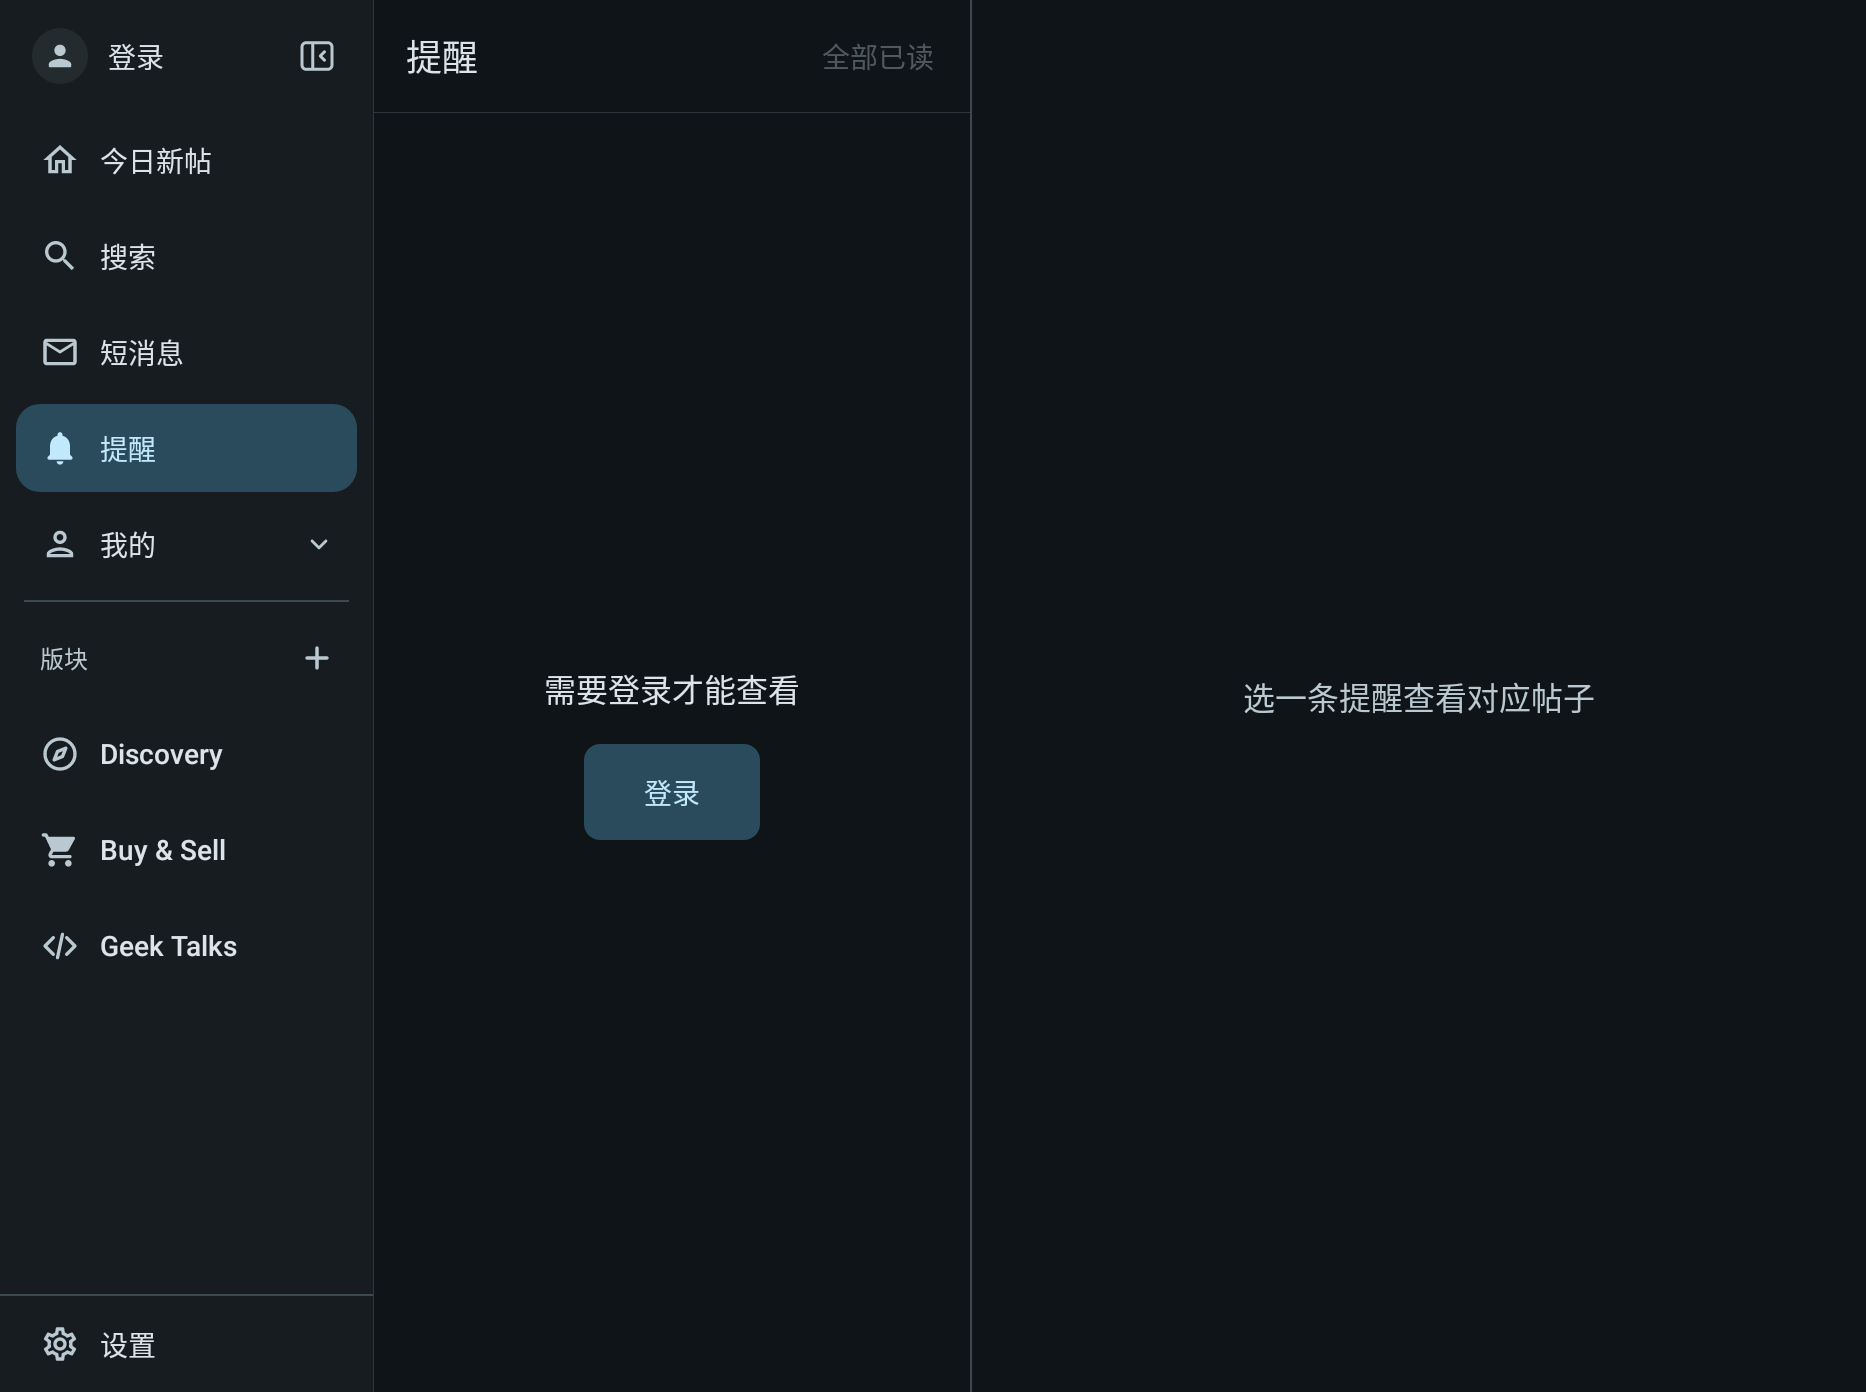 登录
今日新帖
搜索
短消息
提醒
我的
版块
Discovery
Buy & Sell
Geek Talks
设置
提醒
全部已读
需要登录才能查看
登录
选一条提醒查看对应帖子